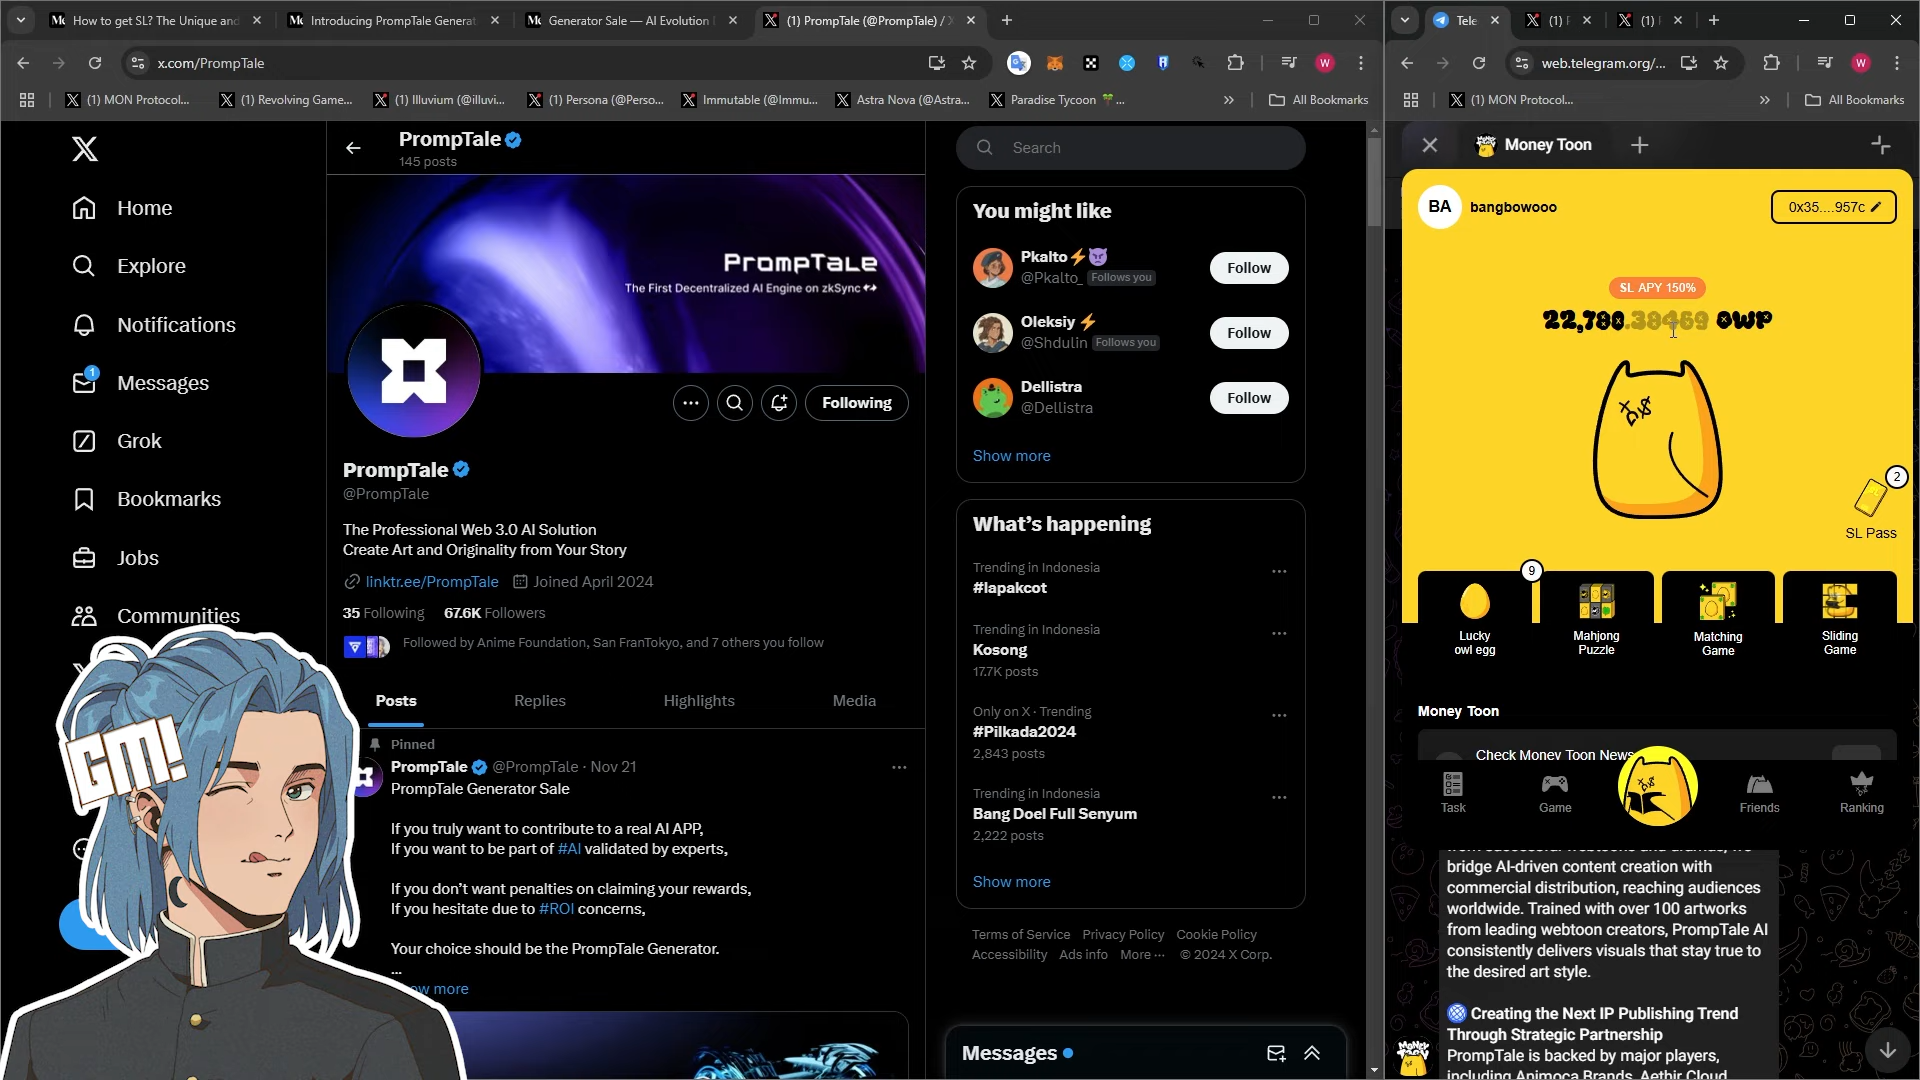 How to get SL? The Unique and
Introducing PrompTale Generat
Generator Sale — AI Evolution
(1) PrompTale (@PrompTale) / X
x.com/PrompTale
(1) MON Protocol...
(1) Revolving Game...
(1) Illuvium (@illuvi...
(1) Persona (@Perso...
Immutable (@Immu...
Astra Nova (@Astra...
Paradise Tycoon 🌴...
All Bookmarks
Home
Explore
Notifications
1
Messages
Grok
Bookmarks
Jobs
Communities
GM!
PrompTale
145 posts
PrompTale
The First Decentralized AI Engine on zkSync
Following
PrompTale
@PrompTale
The Professional Web 3.0 AI Solution
Create Art and Originality from Your Story
linktr.ee/PrompTale Joined April 2024
35 Following 67.6K Followers
Followed by Anime Foundation, San FranTokyo, and 7 others you follow
Posts
Replies
Highlights
Media
Pinned
PrompTale @PrompTale · Nov 21
PrompTale Generator Sale
If you truly want to contribute to a real AI APP,
If you want to be part of #AI validated by experts,
If you don't want penalties on claiming your rewards,
If you hesitate due to #ROI concerns,
Your choice should be the PrompTale Generator.
...
ow more
Search
You might like
Pkalto⚡😈
@Pkalto_ Follows you
Follow
Oleksiy ⚡
@Shdulin Follows you
Follow
Dellistra
@Dellistra
Follow
Show more
What's happening
Trending in Indonesia
#lapakcot
Trending in Indonesia
Kosong
17.7K posts
Only on X · Trending
#Pilkada2024
2,843 posts
Trending in Indonesia
Bang Doel Full Senyum
2,222 posts
Show more
Terms of Service Privacy Policy Cookie Policy
Accessibility Ads info More ··· © 2024 X Corp.
Messages
Tele
(1)
(1)
web.telegram.org/...
(1) MON Protocol...
All Bookmarks
Money Toon
BA
bangbowooo
0x35....957c
SL APY 150%
22,780.38469 OWP
2
SL Pass
9
Lucky
owl egg
Mahjong
Puzzle
Matching
Game
Sliding
Game
Money Toon
Check Money Toon News
Task
Game
Friends
Ranking
bridge AI-driven content creation with
commercial distribution, reaching audiences
worldwide. Trained with over 100 artworks
from leading webtoon creators, PrompTale AI
consistently delivers visuals that stay true to
the desired art style.
🌐 Creating the Next IP Publishing Trend
Through Strategic Partnership
PrompTale is backed by major players,
including Animoca Brands, Aethir Cloud,